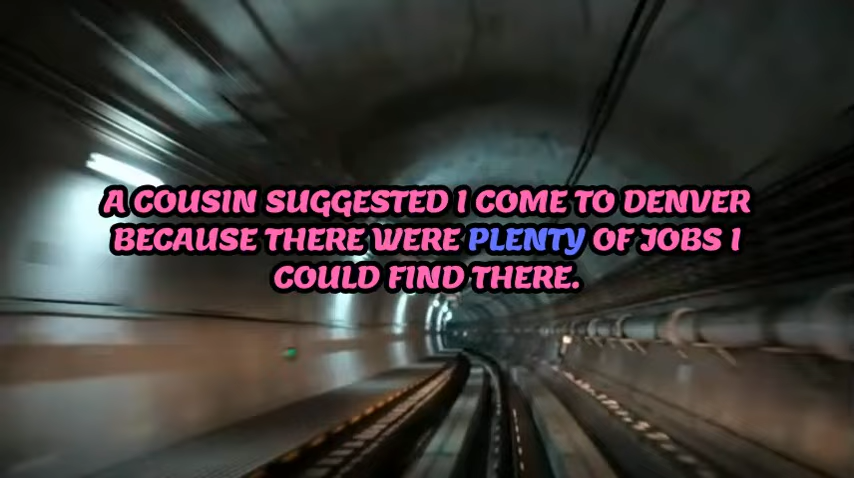 A COUSIN SUGGESTED I COME TO DENVER
BECAUSE THERE WERE PLENTY OF JOBS I
COULD FIND THERE.